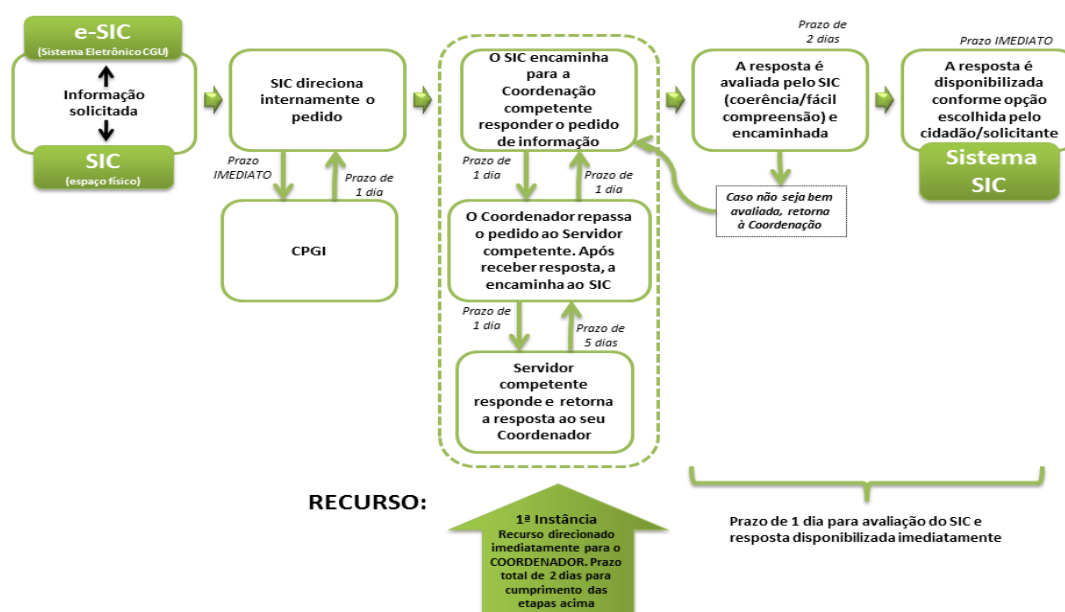 e-SIC
(Sistema Eletrônico CGU)
Informação
solicitada
SIC
(espaço físico)
SIC direciona
internamente o
pedido
Prazo
IMEDIATO
Prazo de
1 dia
CPGI
O SIC encaminha
para a
Coordenação
competente
responder o pedido
de informação
Prazo de
1 dia
Prazo de
1 dia
O Coordenador repassa
o pedido ao Servidor
competente. Após
receber resposta, a
encaminha ao SIC
Prazo de
1 dia
Prazo de
5 dias
Servidor
competente
responde e retorna
a resposta ao seu
Coordenador
Prazo de
2 dias
A resposta é
avaliada pelo SIC
(coerência/fácil
compreensão) e
encaminhada
Caso não seja bem
avaliada, retorna
à Coordenação
Prazo IMEDIATO
A resposta é
disponibilizada
conforme opção
escolhida pelo
cidadão/solicitante
Sistema
SIC
RECURSO:
1ª Instância
Recurso direcionado
imediatamente para o
COORDENADOR. Prazo
total de 2 dias para
cumprimento das
etapas acima
Prazo de 1 dia para avaliação do SIC e
resposta disponibilizada imediatamente